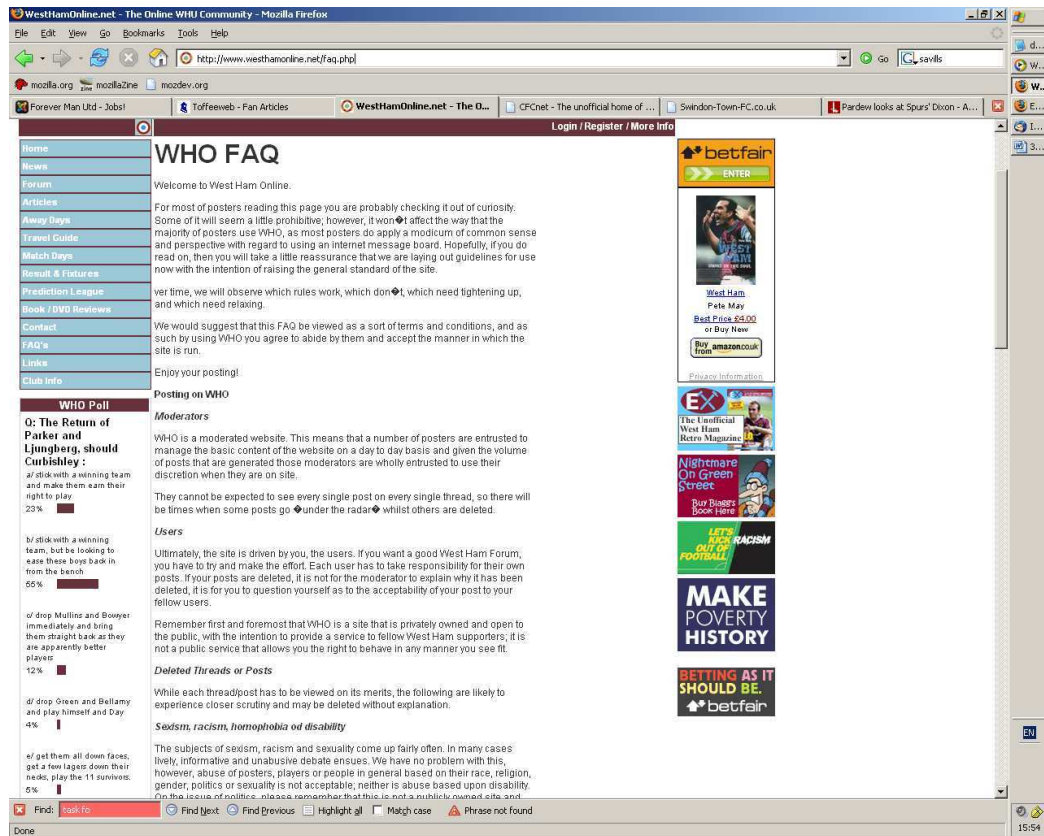 WestHamOnline.net - The Online WHU Community - Mozilla Firefox
File Edit View Go Bookmarks Tools Help
http://www.westhamonline.net/faq.php
Go
savills
mozilla.org mozillaZine mozdev.org
Forever Man Utd - Jobs!
Toffeeweb - Fan Articles
WestHamOnline.net - The O...
CFCnet - The unofficial home of ...
Swindon-Town-FC.co.uk
Pardew looks at Spurs' Dixon - A...
Login / Register / More Info
Home
News
Forum
Articles
Away Days
Travel Guide
Match Days
Result & Fixtures
Prediction League
Book / DVD Reviews
Contact
FAQ's
Links
Club Info
WHO Poll
Q: The Return of
Parker and
Ljungberg, should
Curbishley :
a/ stick with a winning team
and make them earn their
right to play
23%
b/ stick with a winning
team, but be looking to
ease these boys back in
from the bench
55%
c/ drop Mullins and Bowyer
immediately and bring
them straight back as they
are apparently better
players
12%
d/ drop Green and Bellamy
and play himself and Day
4%
e/ get them all down faces,
get a few lagers down their
necks, play the 11 survivors.
5%
WHO FAQ
Welcome to West Ham Online.
For most of posters reading this page you are probably checking it out of curiosity.
Some of it will seem a little prohibitive; however, it won�t affect the way that the
majority of posters use WHO, as most posters do apply a modicum of common sense
and perspective with regard to using an internet message board. Hopefully, if you do
read on, then you will take a little reassurance that we are laying out guidelines for use
now with the intention of raising the general standard of the site.
ver time, we will observe which rules work, which don�t, which need tightening up,
and which need relaxing.
We would suggest that this FAQ be viewed as a sort of terms and conditions, and as
such by using WHO you agree to abide by them and accept the manner in which the
site is run.
Enjoy your posting!
Posting on WHO
Moderators
WHO is a moderated website. This means that a number of posters are entrusted to
manage the basic content of the website on a day to day basis and given the volume
of posts that are generated those moderators are wholly entrusted to use their
discretion when they are on site.
They cannot be expected to see every single post on every single thread, so there will
be times when some posts go �under the radar� whilst others are deleted.
Users
Ultimately, the site is driven by you, the users. If you want a good West Ham Forum,
you have to try and make the effort. Each user has to take responsibility for their own
posts. If your posts are deleted, it is not for the moderator to explain why it has been
deleted, it is for you to question yourself as to the acceptability of your post to your
fellow users.
Remember first and foremost that WHO is a site that is privately owned and open to
the public, with the intention to provide a service to fellow West Ham supporters; it is
not a public service that allows you the right to behave in any manner you see fit.
Deleted Threads or Posts
While each thread/post has to be viewed on its merits, the following are likely to
experience closer scrutiny and may be deleted without explanation.
Sexism, racism, homophobia od disability
The subjects of sexism, racism and sexuality come up fairly often. In many cases
lively, informative and unabusive debate ensues. We have no problem with this,
however, abuse of posters, players or people in general based on their race, religion,
gender, politics or sexuality is not acceptable; neither is abuse based upon disability.
On the issue of politics, please remember that this is not a publicly owned site and
betfair
ENTER
WEST
HAM
West Ham
Pete May
Best Price £4.00
or Buy New
Buy from amazon.co.uk
Privacy Information
EX
The Unofficial
West Ham
Retro Magazine
Nightmare
On Green
Street
Buy Blagg's
Book Here
LET'S
KICK RACISM
OUT OF
FOOTBALL
MAKE
POVERTY
HISTORY
BETTING AS IT
SHOULD BE.
betfair
d...
W..
W..
E...
I...
3...
EN
15:54
Find: task fo
Find Next Find Previous Highlight all Match case Phrase not found
Done